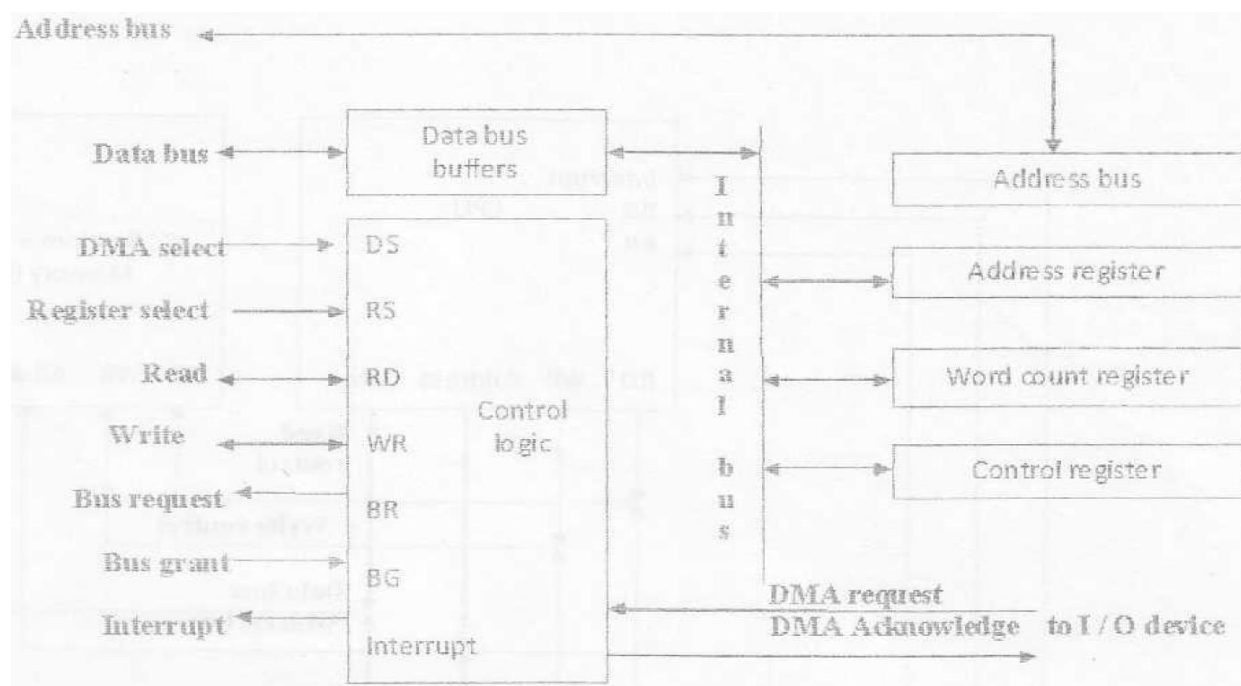 Address bus
Data bus
Data bus
buffers
Address bus
DMA select
DS
Address register
Register select
RS
Read
RD
Word count register
Control
logic
Write
WR
Control register
Bus request
BR
Bus grant
BG
Internal bus
DMA request
Interrupt
DMA Acknowledge to I / O device
Interrupt